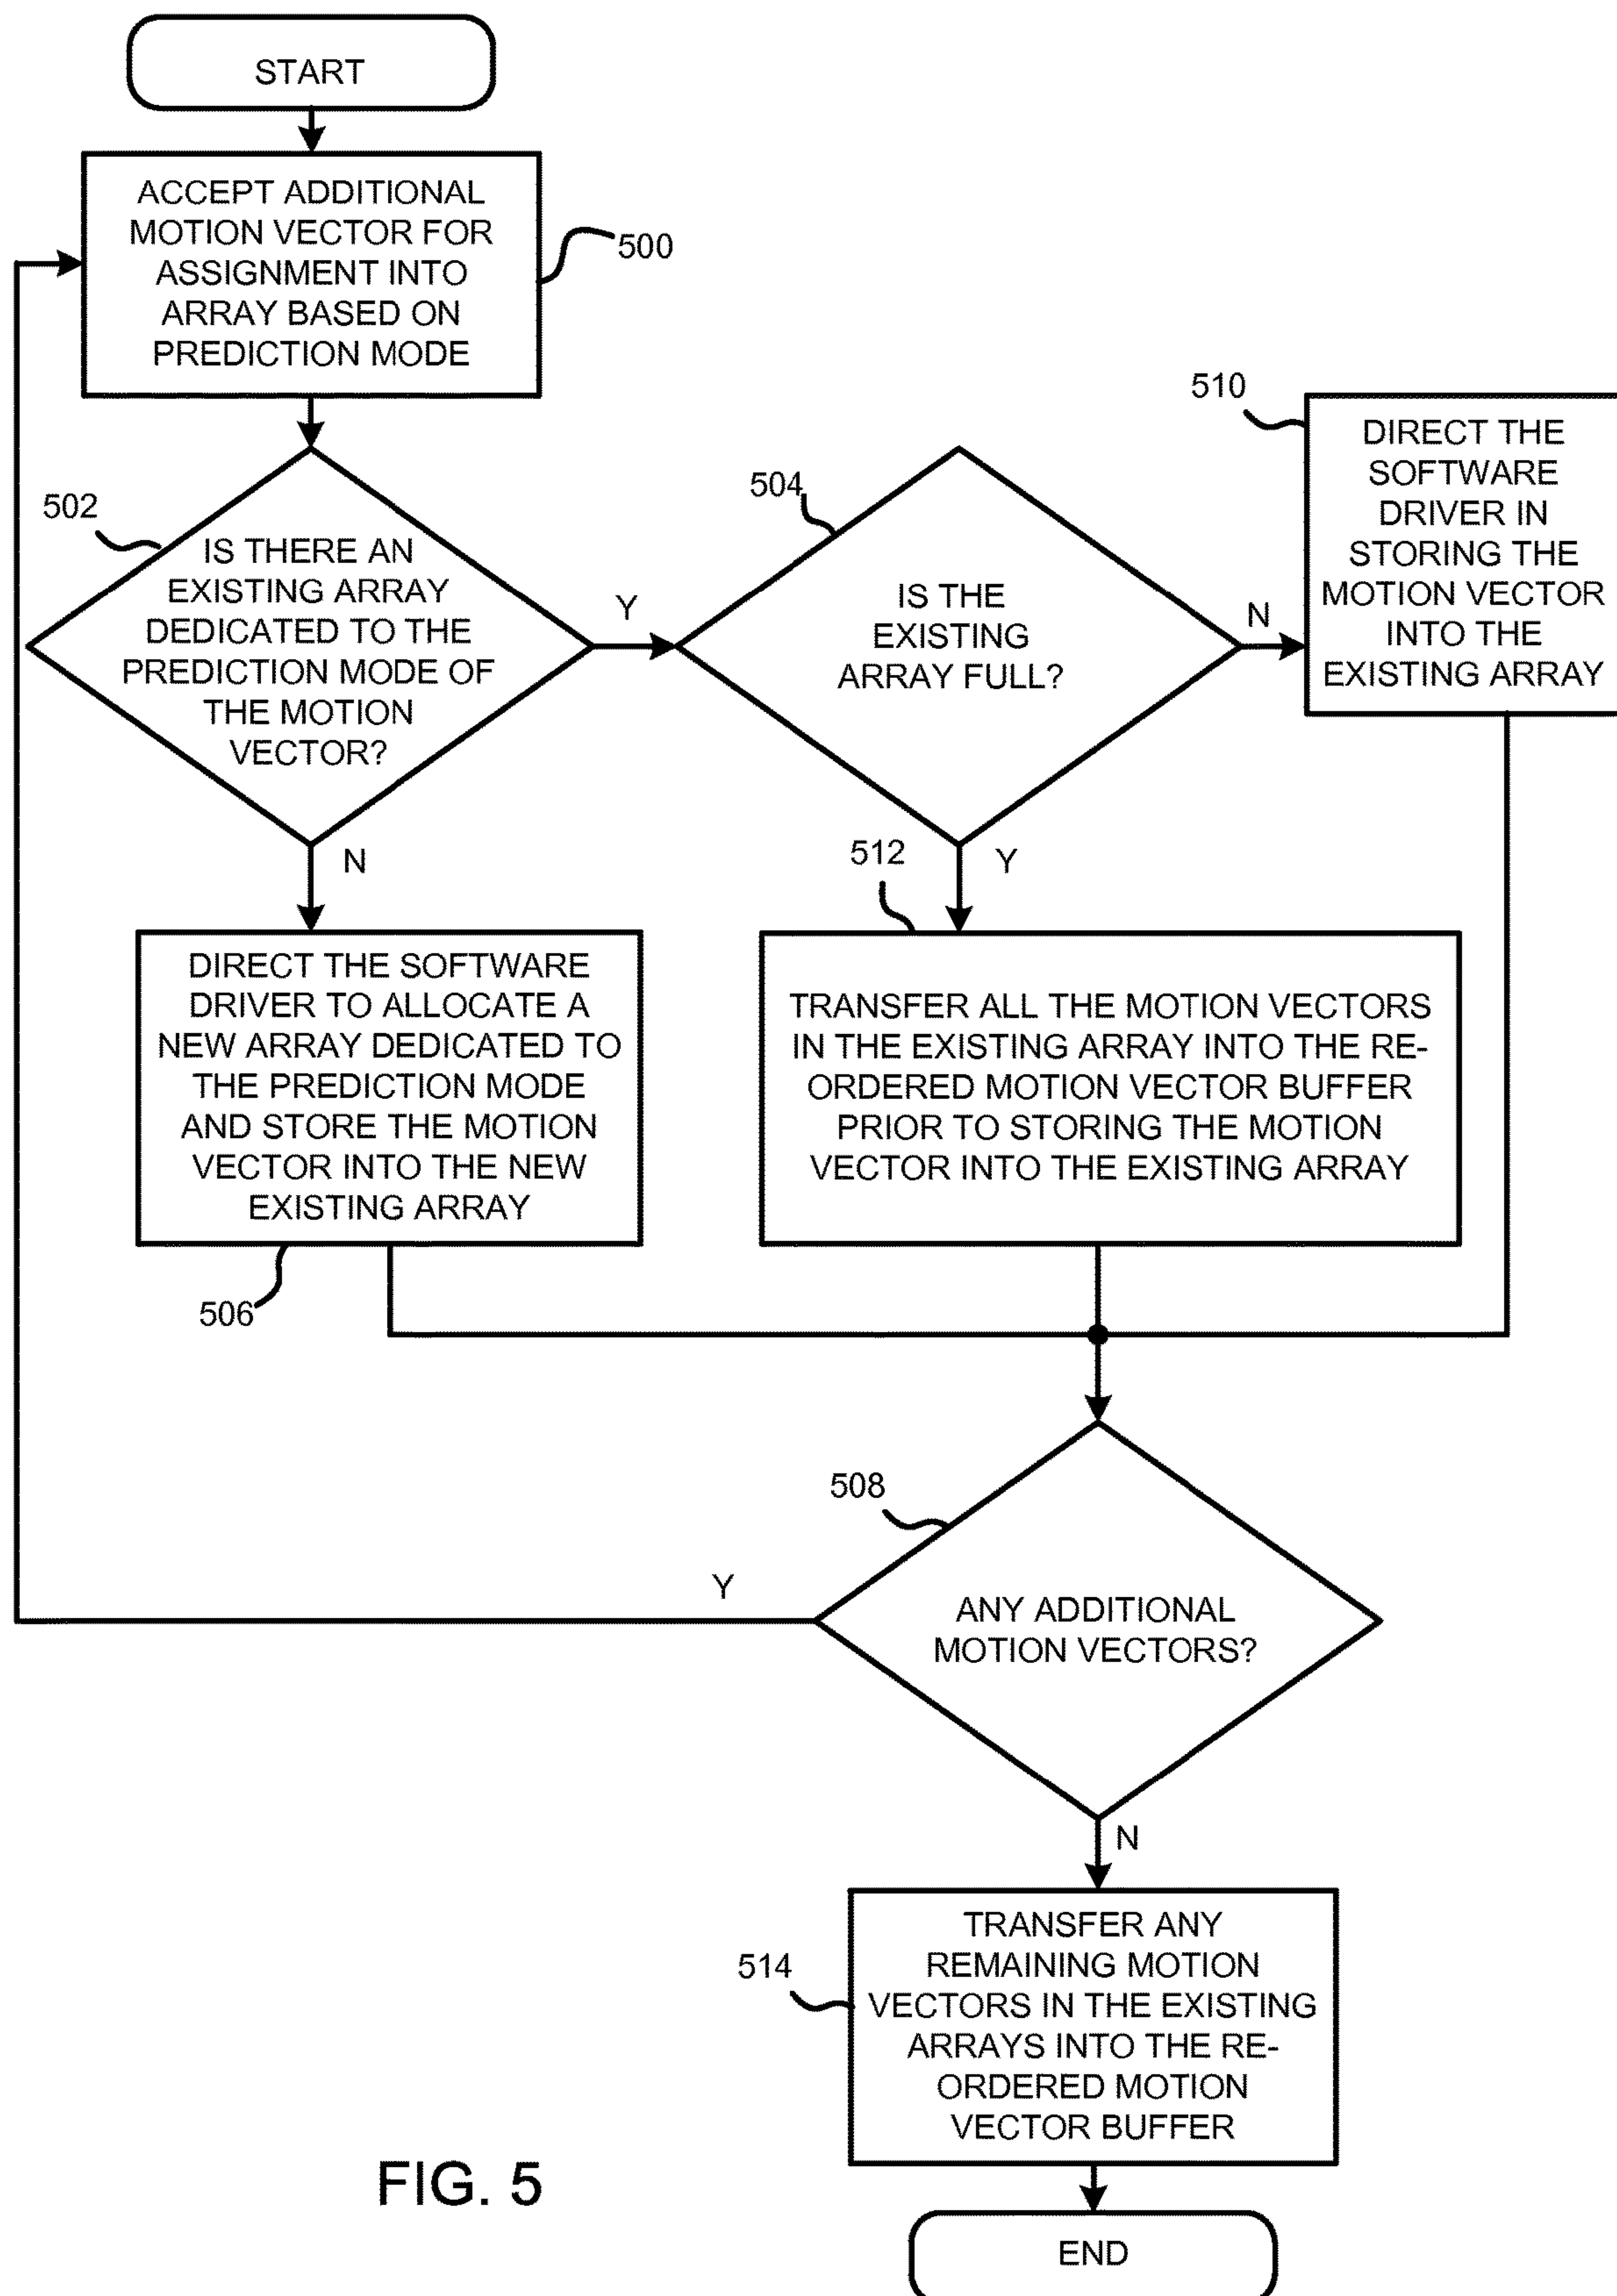 START
ACCEPT ADDITIONAL
MOTION VECTOR FOR
ASSIGNMENT INTO
ARRAY BASED ON
PREDICTION MODE
500
502
IS THERE AN
EXISTING ARRAY
DEDICATED TO THE
PREDICTION MODE OF
THE MOTION
VECTOR?
Y
N
504
IS THE
EXISTING
ARRAY FULL?
N
Y
510
DIRECT THE
SOFTWARE
DRIVER IN
STORING THE
MOTION VECTOR
INTO THE
EXISTING ARRAY
DIRECT THE SOFTWARE
DRIVER TO ALLOCATE A
NEW ARRAY DEDICATED TO
THE PREDICTION MODE
AND STORE THE MOTION
VECTOR INTO THE NEW
EXISTING ARRAY
506
512
TRANSFER ALL THE MOTION VECTORS
IN THE EXISTING ARRAY INTO THE RE-
ORDERED MOTION VECTOR BUFFER
PRIOR TO STORING THE MOTION
VECTOR INTO THE EXISTING ARRAY
508
ANY ADDITIONAL
MOTION VECTORS?
Y
N
514
TRANSFER ANY
REMAINING MOTION
VECTORS IN THE EXISTING
ARRAYS INTO THE RE-
ORDERED MOTION
VECTOR BUFFER
END
FIG. 5